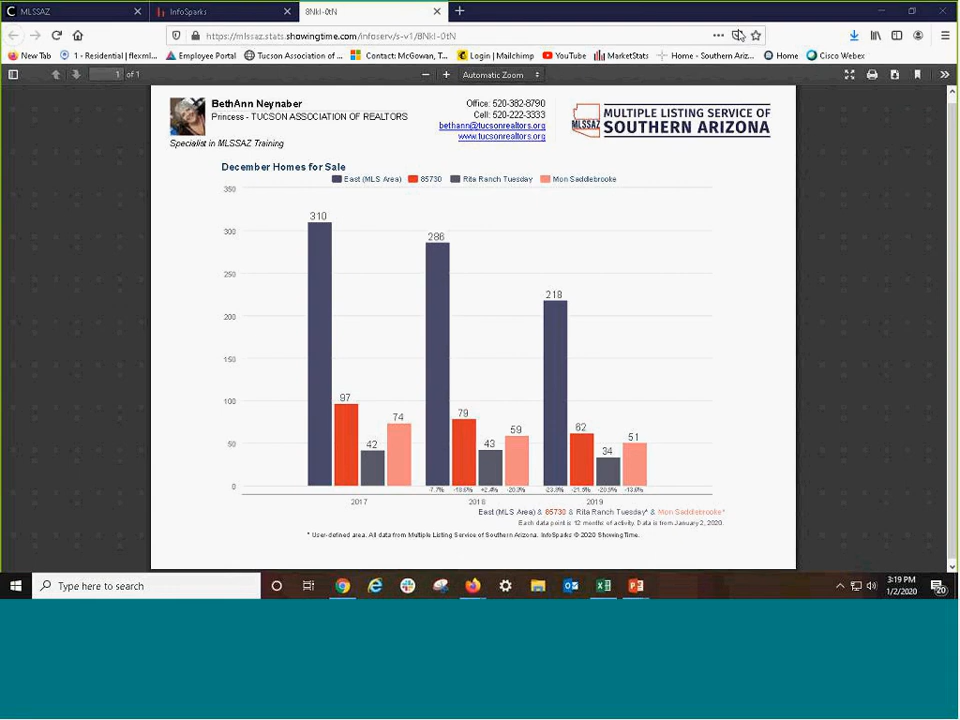 MLSSAZ
InfoSparks
8Nkl-0tN
https://mlssaz.stats.showingtime.com/infoserv/s-v1/8Nkl-0tN
New Tab
1 - Residential | flexml...
Employee Portal
Tucson Association of ...
Contact: McGowan, T...
Login | Mailchimp
YouTube
MarketStats
Home - Southern Ariz...
Home
Cisco Webex
1 of 1
Automatic Zoom
BethAnn Neynaber
Princess - TUCSON ASSOCIATION OF REALTORS
Specialist in MLSSAZ Training
Office: 520-382-8790
Cell: 520-222-3333
bethann@tucsonrealtors.org
www.tucsonrealtors.org
MLSSAZ
MULTIPLE LISTING SERVICE OF
SOUTHERN ARIZONA
December Homes for Sale
East (MLS Area) 85730 Rita Ranch Tuesday Mon Saddlebrooke
350
300
250
200
150
100
50
0
310
97
42
74
286
79
43
59
218
62
34
51
-7.7% -18.6% +2.4% -20.3%
-23.8% -21.5% -20.9% -13.6%
2017 2018 2019
East (MLS Area) & 85730 & Rita Ranch Tuesday* & Mon Saddlebrooke*
Each data point is 12 months of activity. Data is from January 2, 2020.
* User-defined area. All data from Multiple Listing Service of Southern Arizona. InfoSparks © 2020 ShowingTime.
Type here to search
3:19 PM
1/2/2020
20